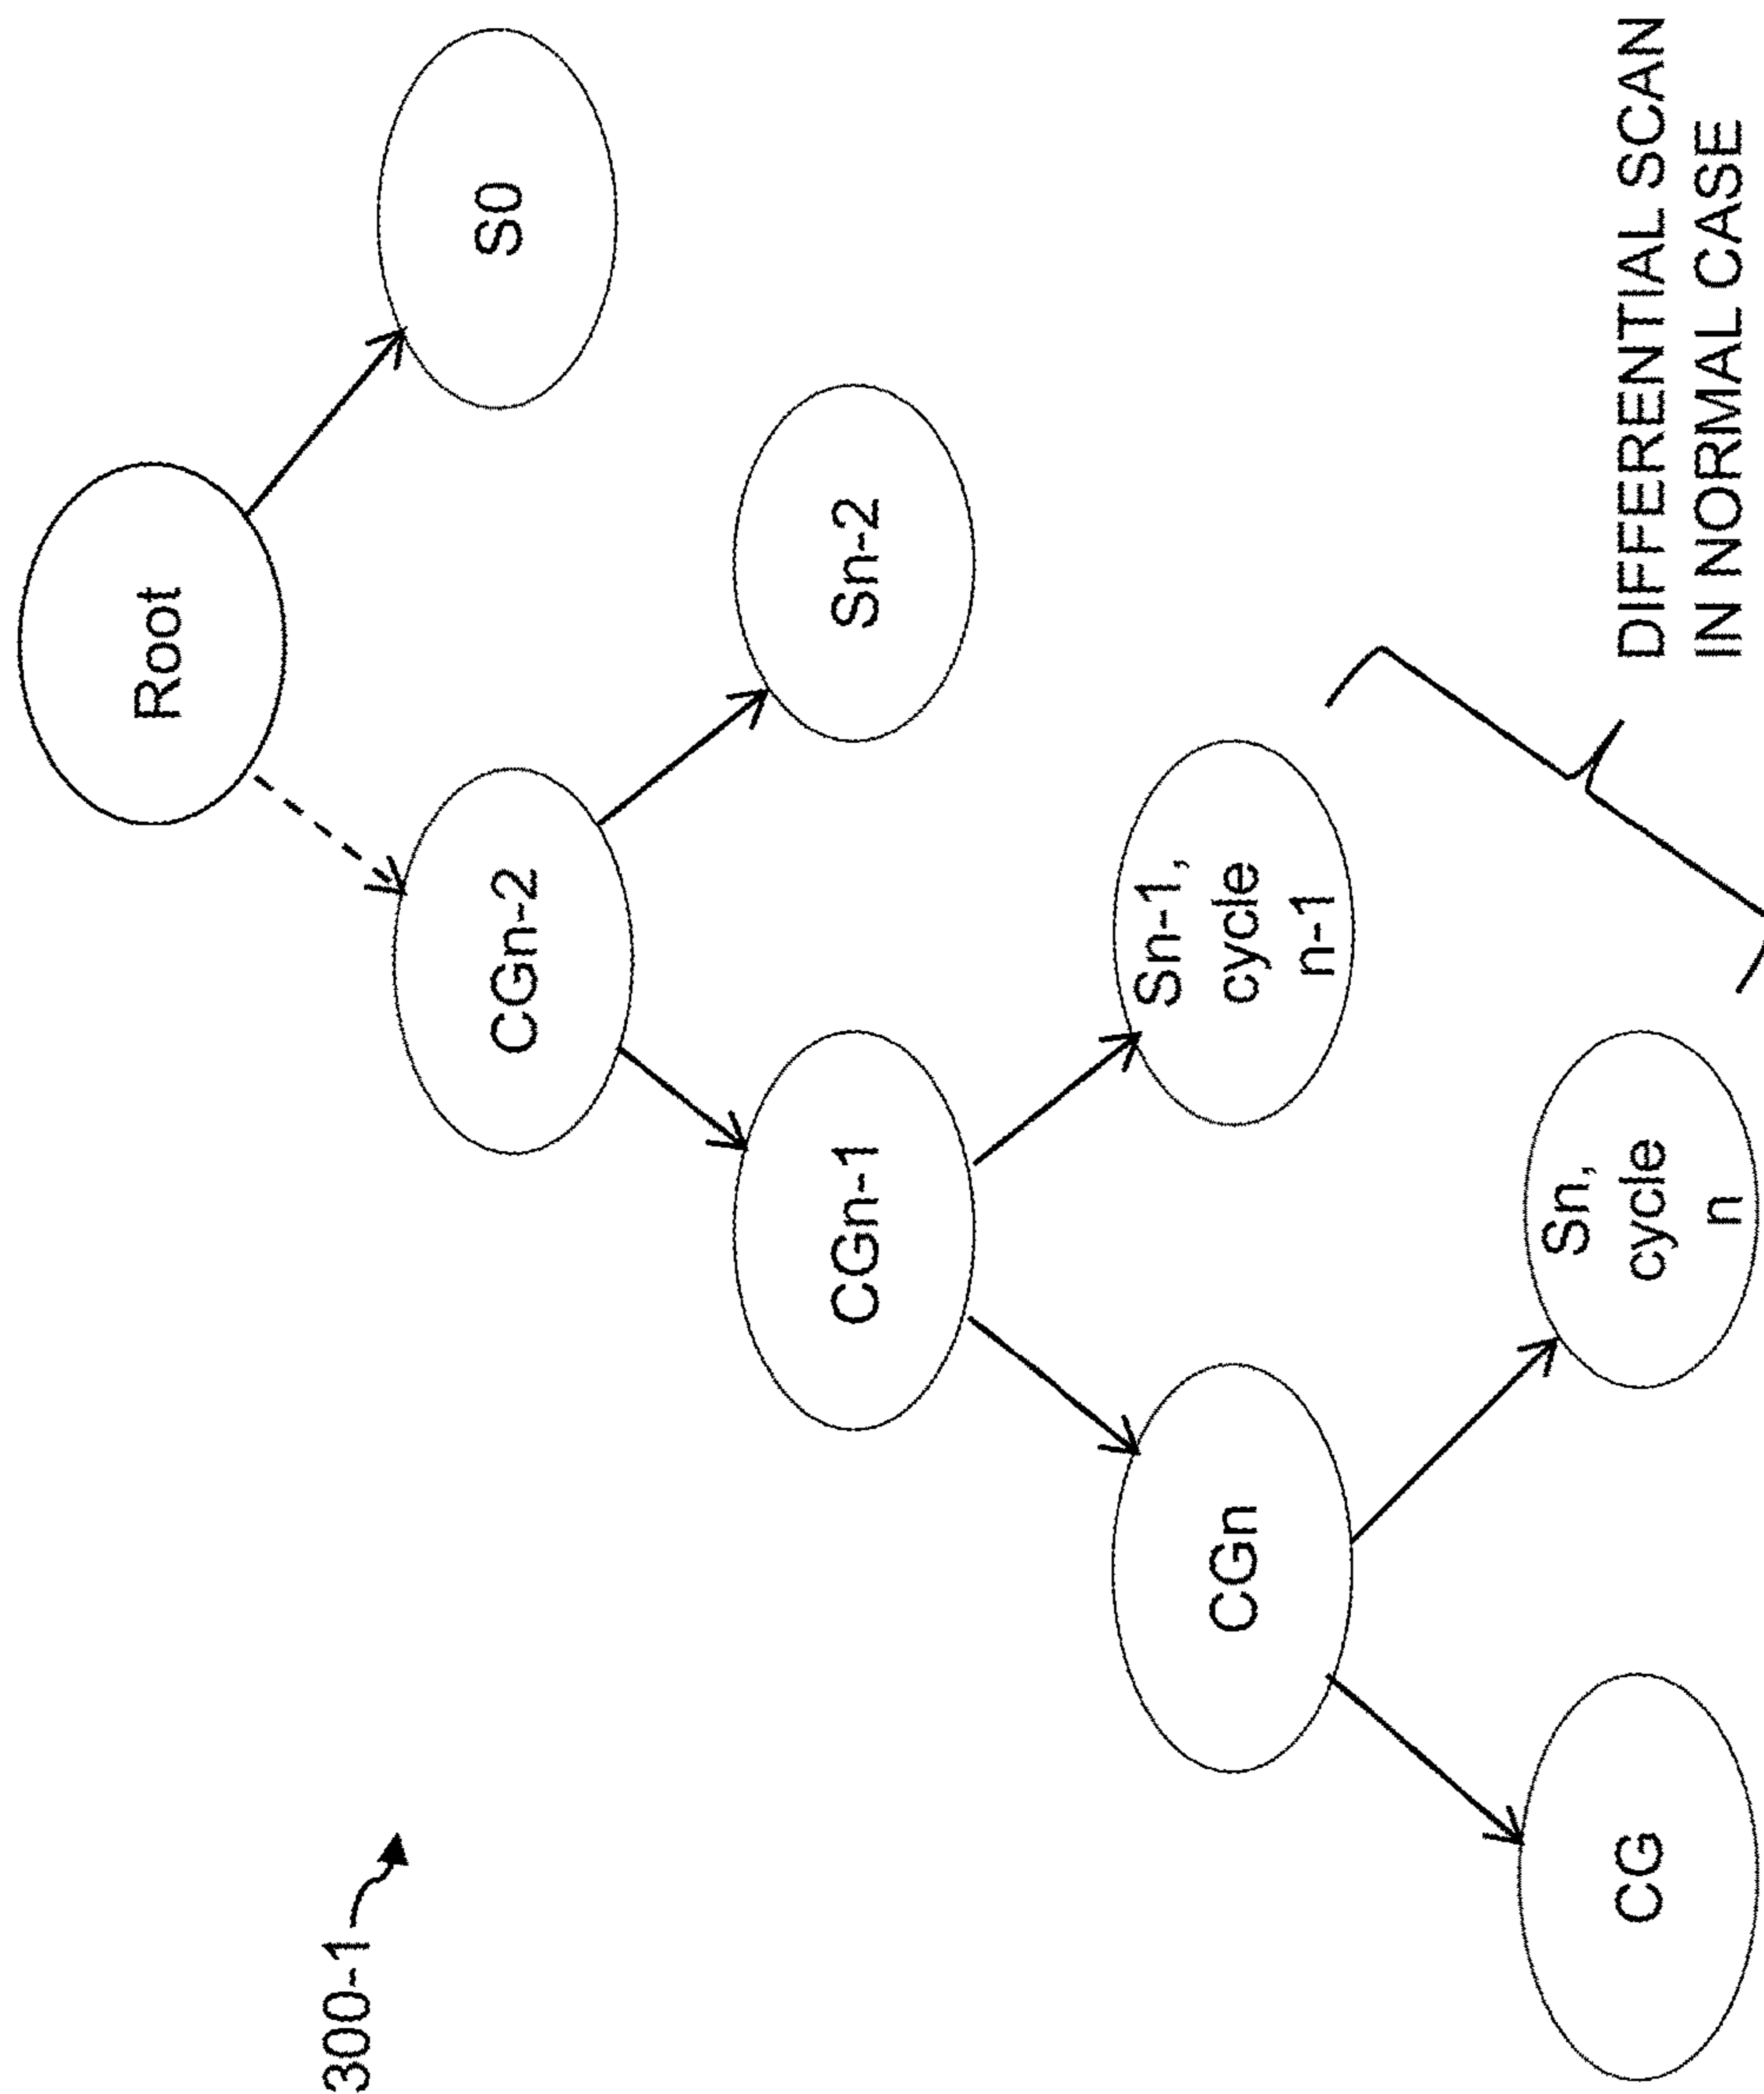 300-1
Root
S0
CGn-2
Sn-2
CGn-1
Sn-1,
cycle
n-1
CGn
Sn,
cycle
n
CG
DIFFERENTIAL SCAN
IN NORMAL CASE